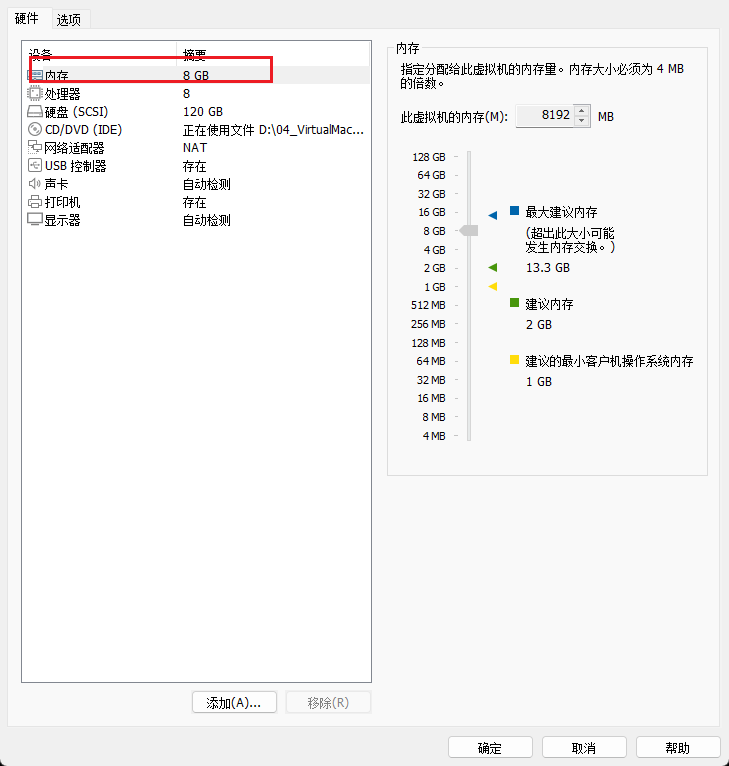 硬件 选项
设备 摘要
内存 8 GB
处理器 8
硬盘 (SCSI) 120 GB
CD/DVD (IDE) 正在使用文件 D:\04_VirtualMac...
网络适配器 NAT
USB 控制器 存在
声卡 自动检测
打印机 存在
显示器 自动检测
添加(A)... 移除(R)
内存
指定分配给此虚拟机的内存量。内存大小必须为 4 MB
的倍数。
此虚拟机的内存(M): 8192 MB
128 GB
64 GB
32 GB
16 GB
8 GB
4 GB
2 GB
1 GB
512 MB
256 MB
128 MB
64 MB
32 MB
16 MB
8 MB
4 MB
最大建议内存
(超出此大小可能
发生内存交换。)
13.3 GB
建议内存
2 GB
建议的最小客户机操作系统内存
1 GB
确定 取消 帮助